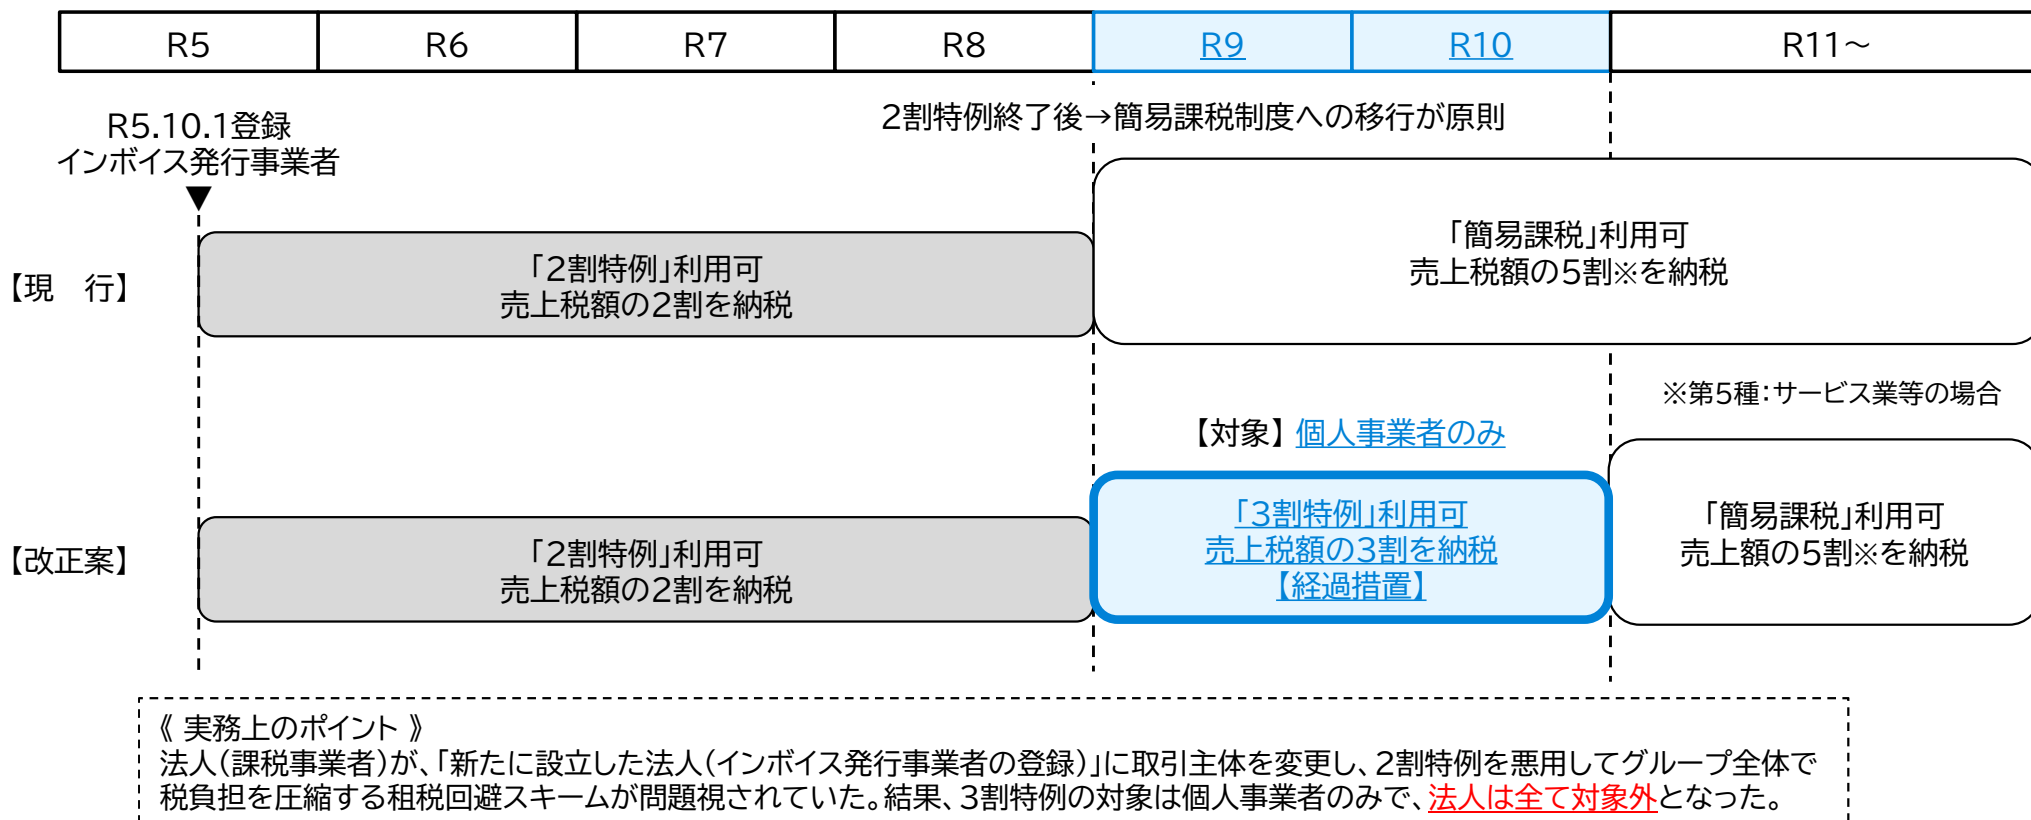 R5 R6 R7 R8 R9 R10 R11～
R5.10.1登録
インボイス発行事業者
▼
2割特例終了後→簡易課税制度への移行が原則
【現　行】
「2割特例」利用可
売上税額の2割を納税
「簡易課税」利用可
売上税額の5割※を納税
※第5種：サービス業等の場合
【対象】個人事業者のみ
【改正案】
「2割特例」利用可
売上税額の2割を納税
「3割特例」利用可
売上税額の3割を納税
【経過措置】
「簡易課税」利用可
売上額の5割※を納税
《 実務上のポイント 》
法人（課税事業者）が、「新たに設立した法人（インボイス発行事業者の登録）」に取引主体を変更し、2割特例を悪用してグループ全体で
税負担を圧縮する租税回避スキームが問題視されていた。結果、3割特例の対象は個人事業者のみで、法人は全て対象外となった。